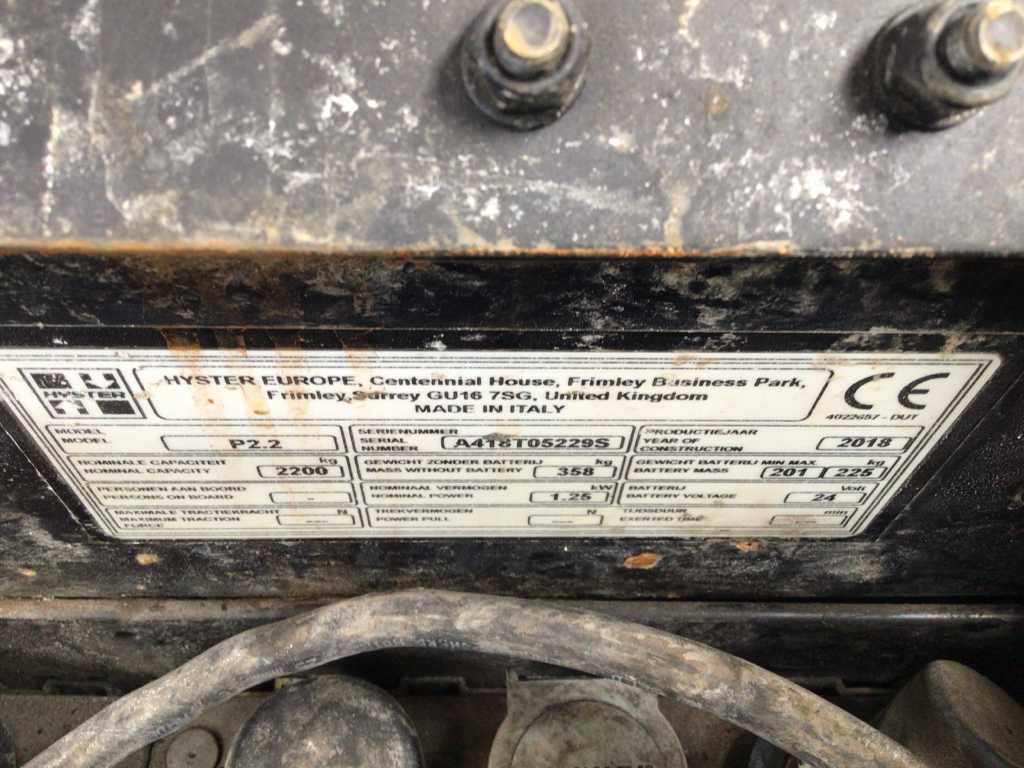 HYSTER
HYSTER EUROPE, Centennial House, Frimley Business Park,
Frimley, Surrey GU16 7SG, United Kingdom
MADE IN ITALY
CE
4022657 - DUT
MODEL
MODEL
P2.2
SERIENUMMER
SERIAL
NUMBER
A418T05229S
PRODUCTIEJAAR
YEAR OF
CONSTRUCTION
2018
NOMINALE CAPACITEIT kg
NOMINAL CAPACITY 2200
GEWICHT ZONDER BATTERIJ kg
MASS WITHOUT BATTERY 358
GEWICHT BATTERIJ MIN MAX kg
BATTERY MASS 201 / 225
PERSONEN AAN BOORD
PERSONS ON BOARD -
NOMINAAL VERMOGEN kW
NOMINAL POWER 1.25
BATTERIJ Volt
BATTERY VOLTAGE 24
MAXIMALE TRACTIEKRACHT N
MAXIMUM TRACTION
FORCE
TREKVERMOGEN N
POWER PULL
TIJDSDUUR min
EXERTED TIME